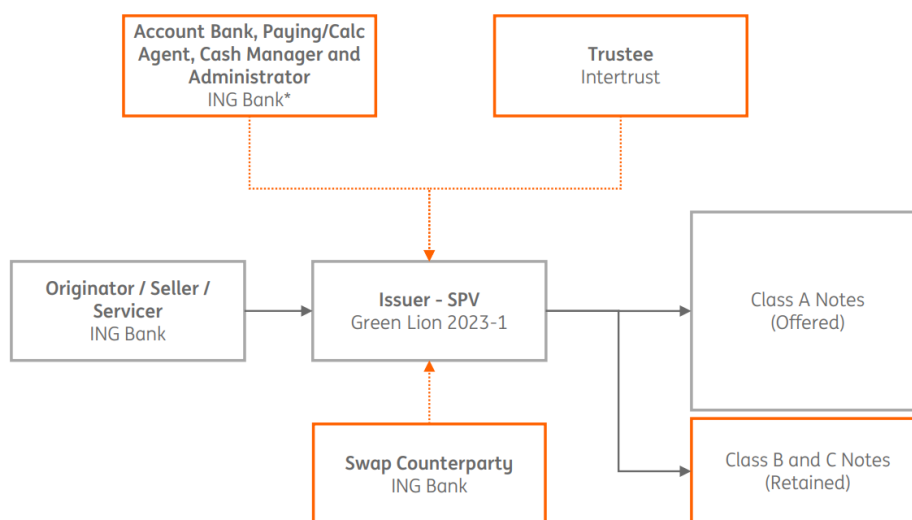 Account Bank, Paying/Calc
Agent, Cash Manager and
Administrator
ING Bank*
Trustee
Intertrust
Originator / Seller /
Servicer
ING Bank
Issuer - SPV
Green Lion 2023-1
Class A Notes
(Offered)
Swap Counterparty
ING Bank
Class B and C Notes
(Retained)